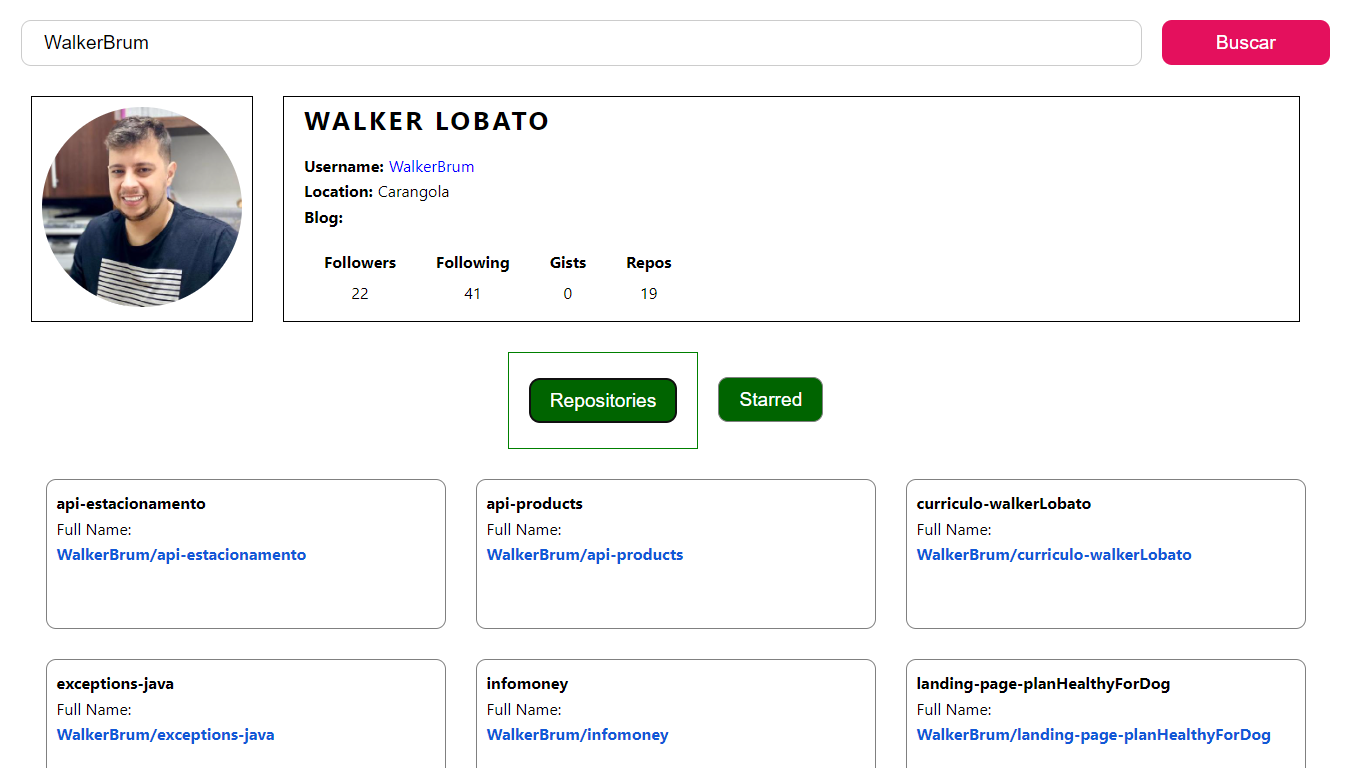 WalkerBrum
Buscar
WALKER LOBATO
Username: WalkerBrum
Location: Carangola
Blog:
Followers Following Gists Repos
22 41 0 19
Repositories Starred
api-estacionamento
Full Name:
WalkerBrum/api-estacionamento
api-products
Full Name:
WalkerBrum/api-products
curriculo-walkerLobato
Full Name:
WalkerBrum/curriculo-walkerLobato
exceptions-java
Full Name:
WalkerBrum/exceptions-java
infomoney
Full Name:
WalkerBrum/infomoney
landing-page-planHealthyForDog
Full Name:
WalkerBrum/landing-page-planHealthyForDog